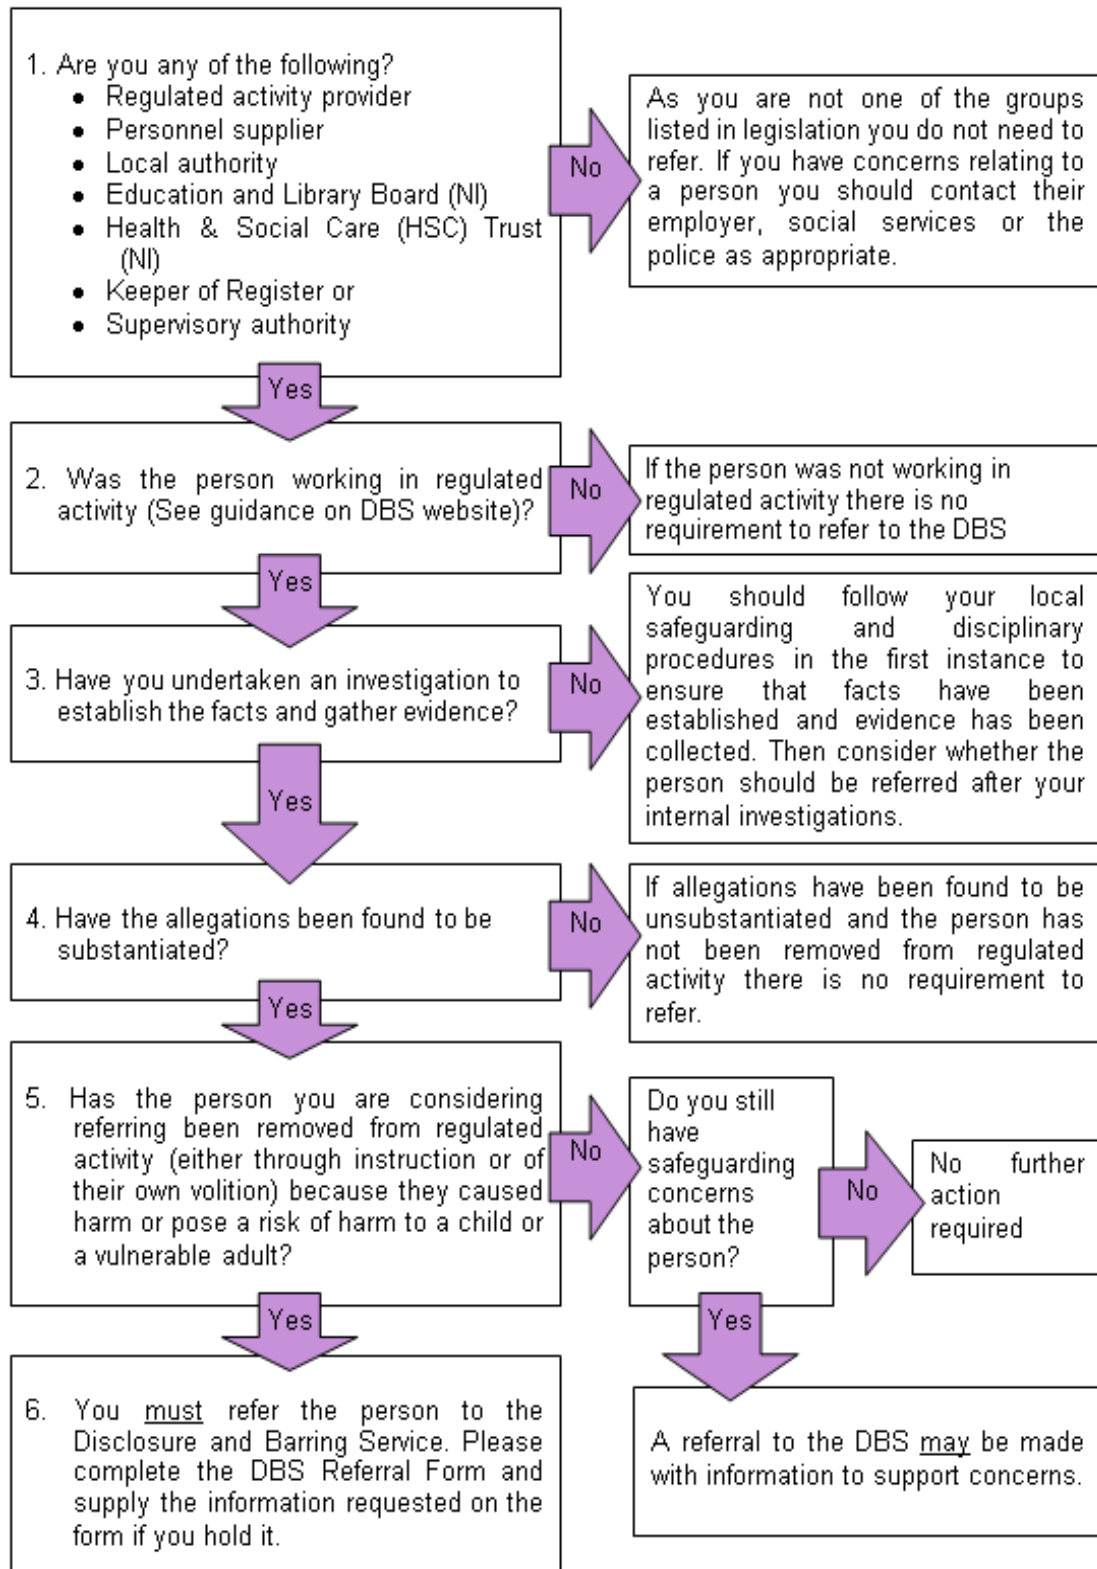 1. Are you any of the following?
• Regulated activity provider
• Personnel supplier
• Local authority
• Education and Library Board (NI)
• Health & Social Care (HSC) Trust
(NI)
• Keeper of Register or
• Supervisory authority
No
As you are not one of the groups
listed in legislation you do not need to
refer. If you have concerns relating to
a person you should contact their
employer, social services or the
police as appropriate.
Yes
2. Was the person working in regulated
activity (See guidance on DBS website)?
No
If the person was not working in
regulated activity there is no
requirement to refer to the DBS
Yes
3. Have you undertaken an investigation to
establish the facts and gather evidence?
No
You should follow your local
safeguarding and disciplinary
procedures in the first instance to
ensure that facts have been
established and evidence has been
collected. Then consider whether the
person should be referred after your
internal investigations.
Yes
4. Have the allegations been found to be
substantiated?
No
If allegations have been found to be
unsubstantiated and the person has
not been removed from regulated
activity there is no requirement to
refer.
Yes
5. Has the person you are considering
referring been removed from regulated
activity (either through instruction or of
their own volition) because they caused
harm or pose a risk of harm to a child or
a vulnerable adult?
No
Do you still
have
safeguarding
concerns
about the
person?
No
No further
action
required
Yes
6. You must refer the person to the
Disclosure and Barring Service. Please
complete the DBS Referral Form and
supply the information requested on the
form if you hold it.
Yes
A referral to the DBS may be made
with information to support concerns.